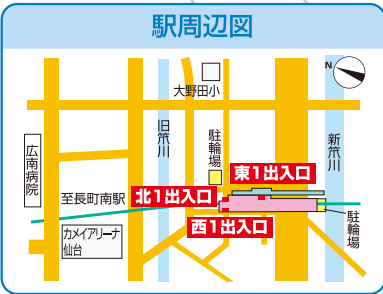 駅周辺図
N
大野田小
旧笊川
駐輪場
新笊川
広南病院
東1出入口
至長町南駅
北1出入口
西1出入口
カメイアリーナ
仙台
駐輪場